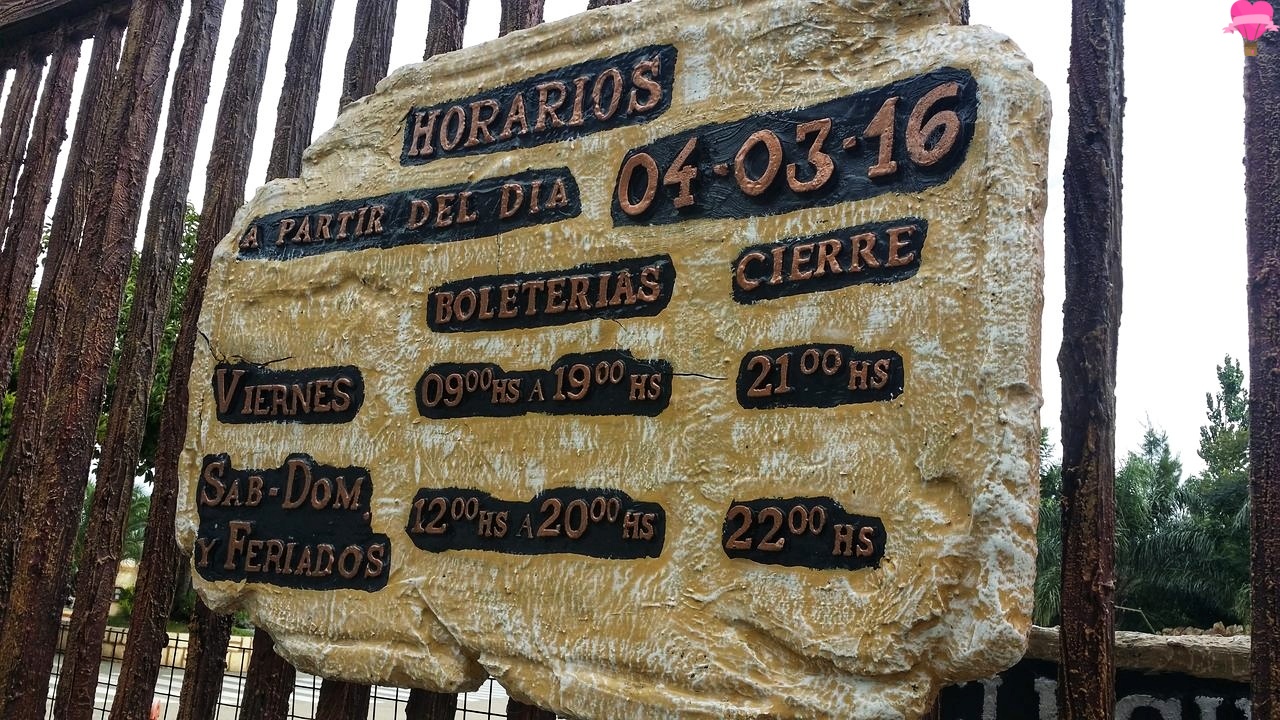 HORARIOS
A PARTIR DEL DIA 04-03-16
BOLETERIAS CIERRE
VIERNES 09⁰⁰HS A 19⁰⁰HS 21⁰⁰HS
SAB-DOM 12⁰⁰HS A 20⁰⁰HS 22⁰⁰HS
Y FERIADOS